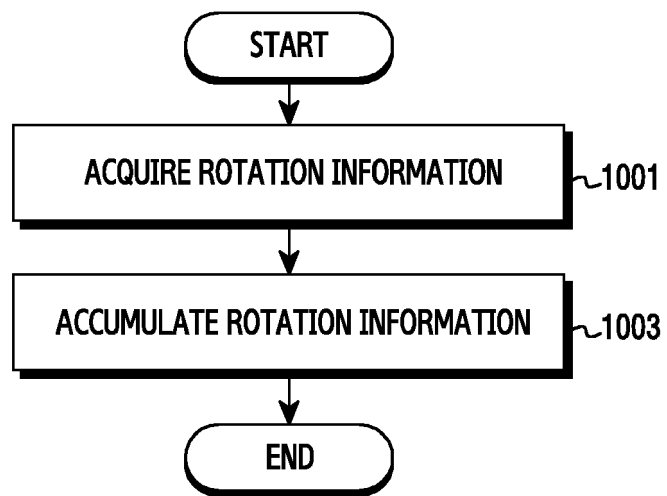 START
ACQUIRE ROTATION INFORMATION
1001
ACCUMULATE ROTATION INFORMATION
1003
END